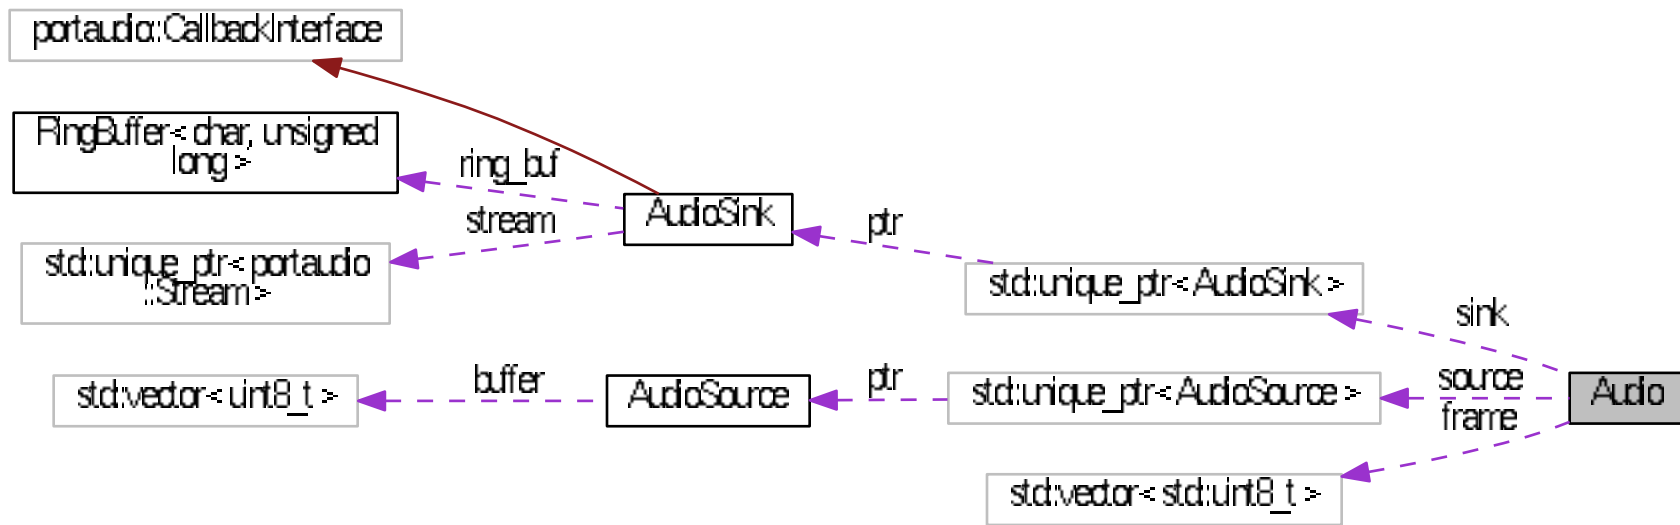 portaudio::CallbackInterface
RingBuffer< char, unsigned
long >
ring_buf
AudioSink
stream
ptr
std::unique_ptr< portaudio
::Stream >
std::unique_ptr< AudioSink >
sink
std::vector< uint8_t >
buffer
AudioSource
ptr
std::unique_ptr< AudioSource >
source
Audio
frame
std::vector< std::uint8_t >